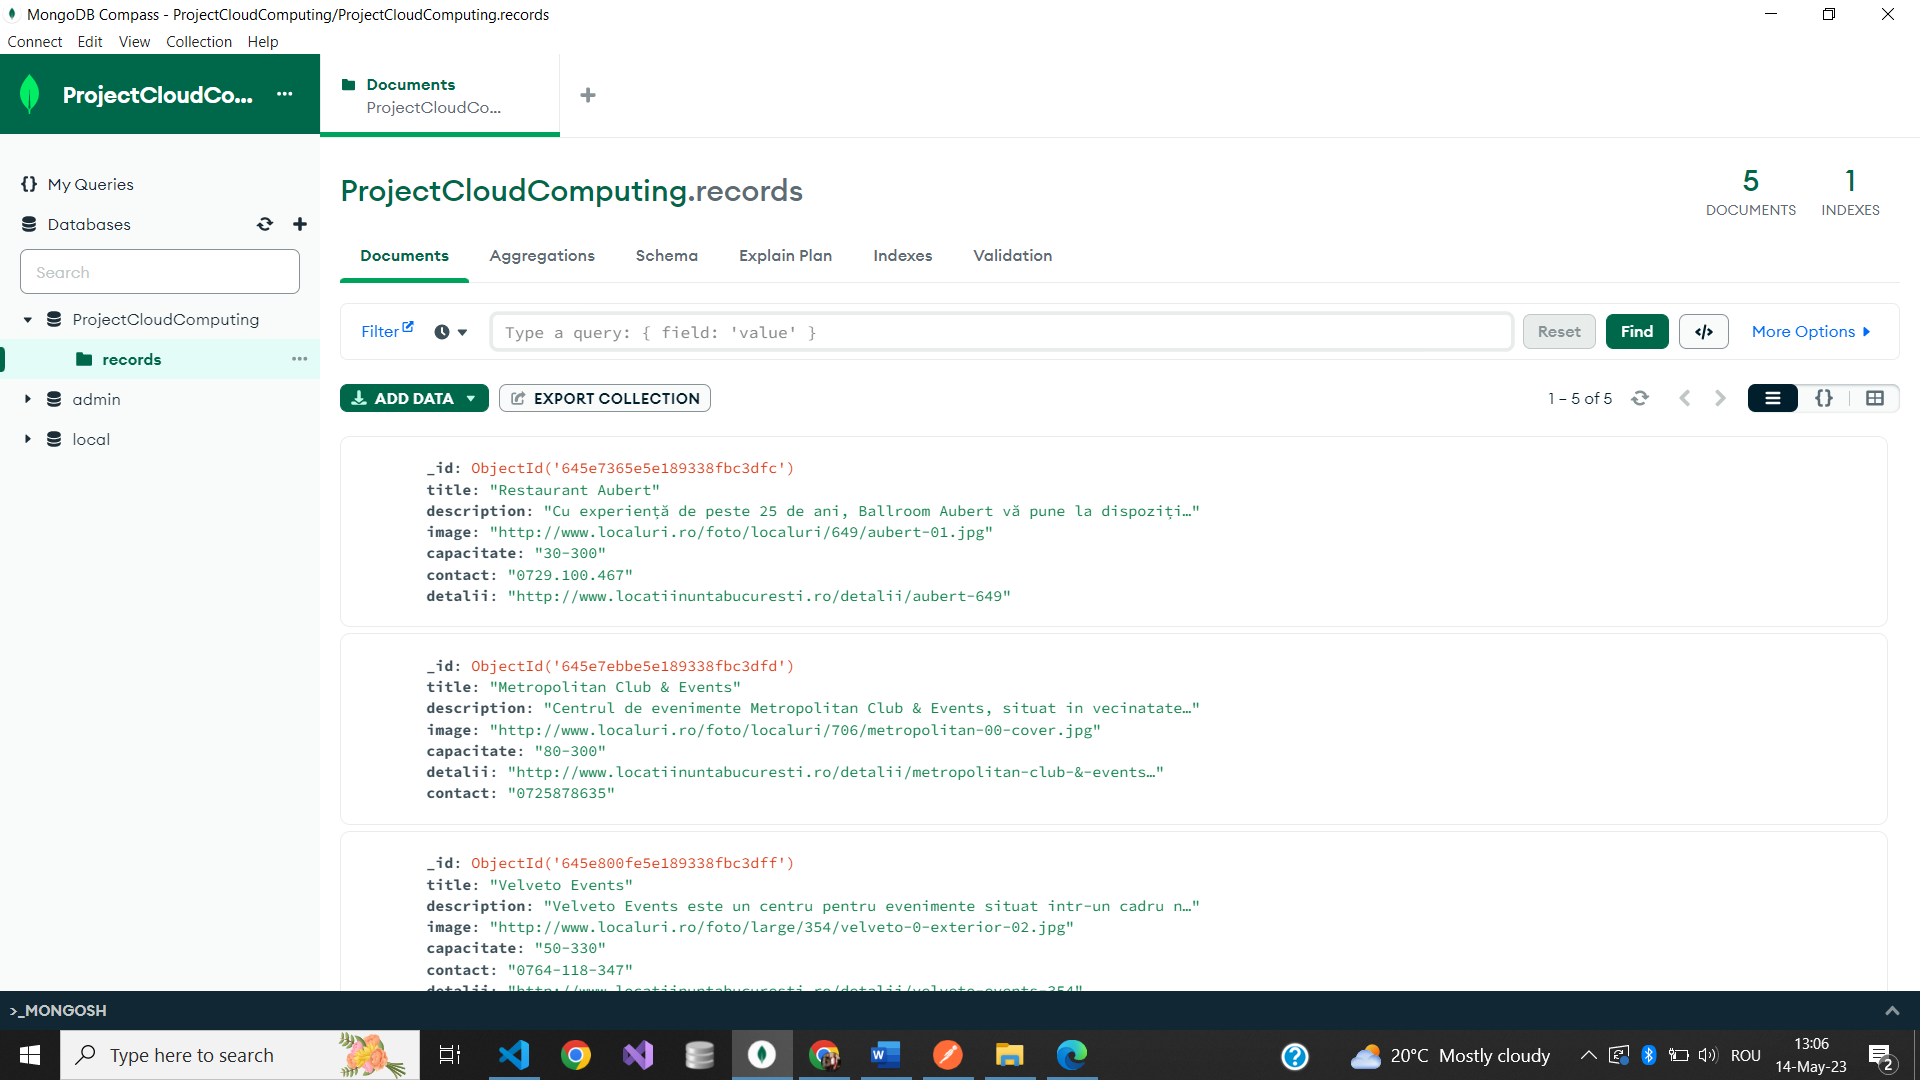 MongoDB Compass - ProjectCloudComputing/ProjectCloudComputing.records
Connect Edit View Collection Help
ProjectCloudCo... ...
Documents
ProjectCloudCo...
My Queries
Databases
Search
ProjectCloudComputing
records
admin
local
ProjectCloudComputing.records
5
DOCUMENTS
1
INDEXES
Documents Aggregations Schema Explain Plan Indexes Validation
Filter Type a query: { field: 'value' } Reset Find </> More Options
ADD DATA EXPORT COLLECTION 1 – 5 of 5 {}
_id: ObjectId('645e7365e5e189338fbc3dfc')
title: "Restaurant Aubert"
description: "Cu experiență de peste 25 de ani, Ballroom Aubert vă pune la dispoziți…"
image: "http://www.localuri.ro/foto/localuri/649/aubert-01.jpg"
capacitate: "30-300"
contact: "0729.100.467"
detalii: "http://www.locatiinuntabucuresti.ro/detalii/aubert-649"
_id: ObjectId('645e7ebbe5e189338fbc3dfd')
title: "Metropolitan Club & Events"
description: "Centrul de evenimente Metropolitan Club & Events, situat in vecinatate…"
image: "http://www.localuri.ro/foto/localuri/706/metropolitan-00-cover.jpg"
capacitate: "80-300"
detalii: "http://www.locatiinuntabucuresti.ro/detalii/metropolitan-club-&-events…"
contact: "0725878635"
_id: ObjectId('645e800fe5e189338fbc3dff')
title: "Velveto Events"
description: "Velveto Events este un centru pentru evenimente situat intr-un cadru n…"
image: "http://www.localuri.ro/foto/large/354/velveto-0-exterior-02.jpg"
capacitate: "50-330"
contact: "0764-118-347"
detalii: "http://www.locatiinuntabucuresti.ro/detalii/velveto-events-354"
>_MONGOSH
Type here to search
20°C Mostly cloudy
ROU
13:06
14-May-23
2